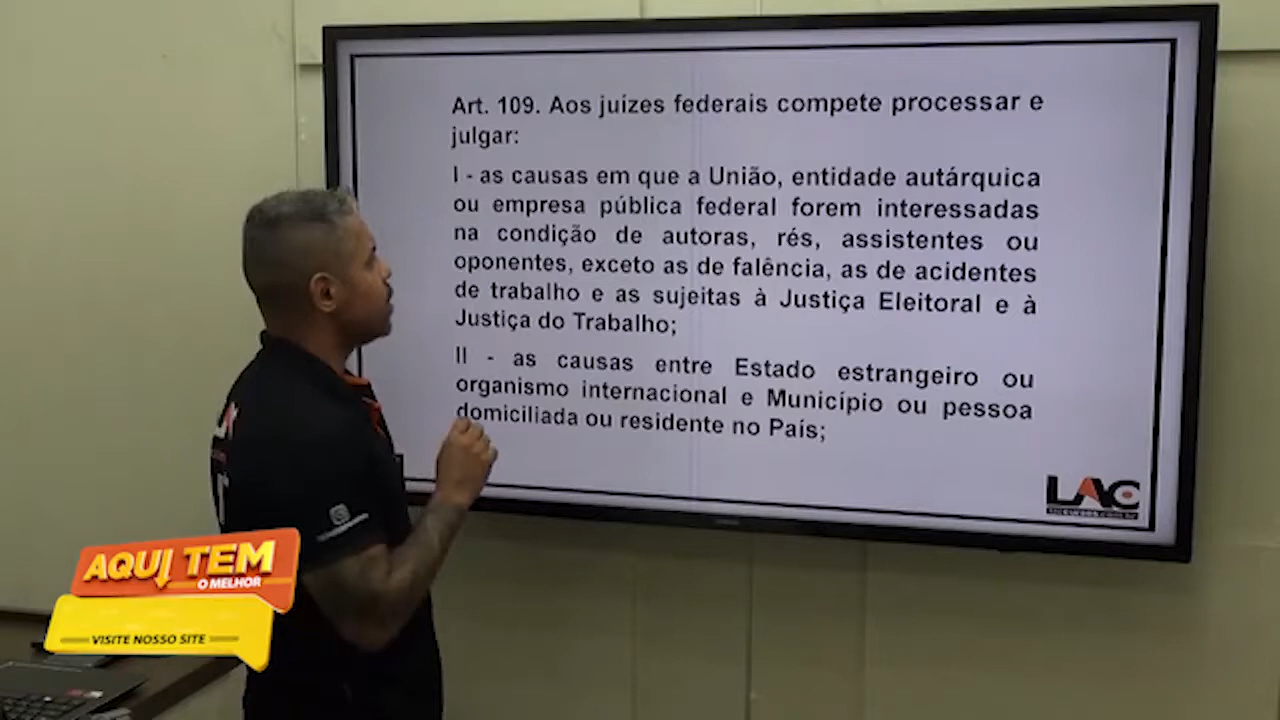 Art. 109. Aos juízes federais compete processar e
julgar:
I - as causas em que a União, entidade autárquica
ou empresa pública federal forem interessadas
na condição de autoras, rés, assistentes ou
oponentes, exceto as de falência, as de acidentes
de trabalho e as sujeitas à Justiça Eleitoral e à
Justiça do Trabalho;
II - as causas entre Estado estrangeiro ou
organismo internacional e Município ou pessoa
domiciliada ou residente no País;
LAC
AQUI TEM
O MELHOR
VISITE NOSSO SITE